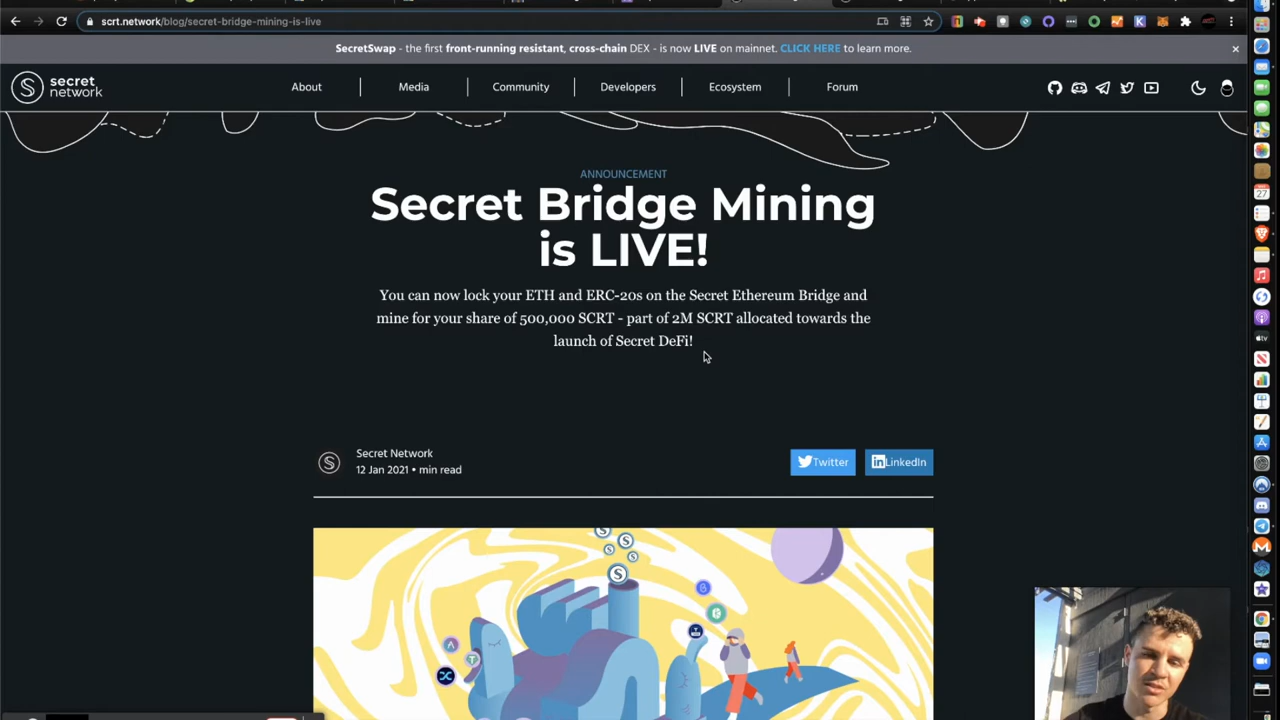 scrt.network/blog/secret-bridge-mining-is-live
SecretSwap - the first front-running resistant, cross-chain DEX - is now LIVE on mainnet. CLICK HERE to learn more.
secret
network
About
Media
Community
Developers
Ecosystem
Forum
ANNOUNCEMENT
Secret Bridge Mining
is LIVE!
You can now lock your ETH and ERC-20s on the Secret Ethereum Bridge and
mine for your share of 500,000 SCRT - part of 2M SCRT allocated towards the
launch of Secret DeFi!
Secret Network
12 Jan 2021 • min read
Twitter
LinkedIn
27
tv